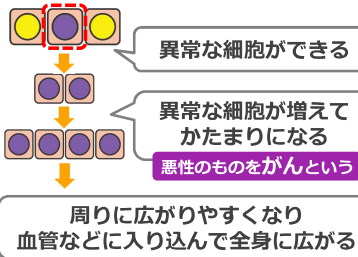 異常な細胞ができる
異常な細胞が増えて
かたまりになる
悪性のものをがんという
周りに広がりやすくなり
血管などに入り込んで全身に広がる